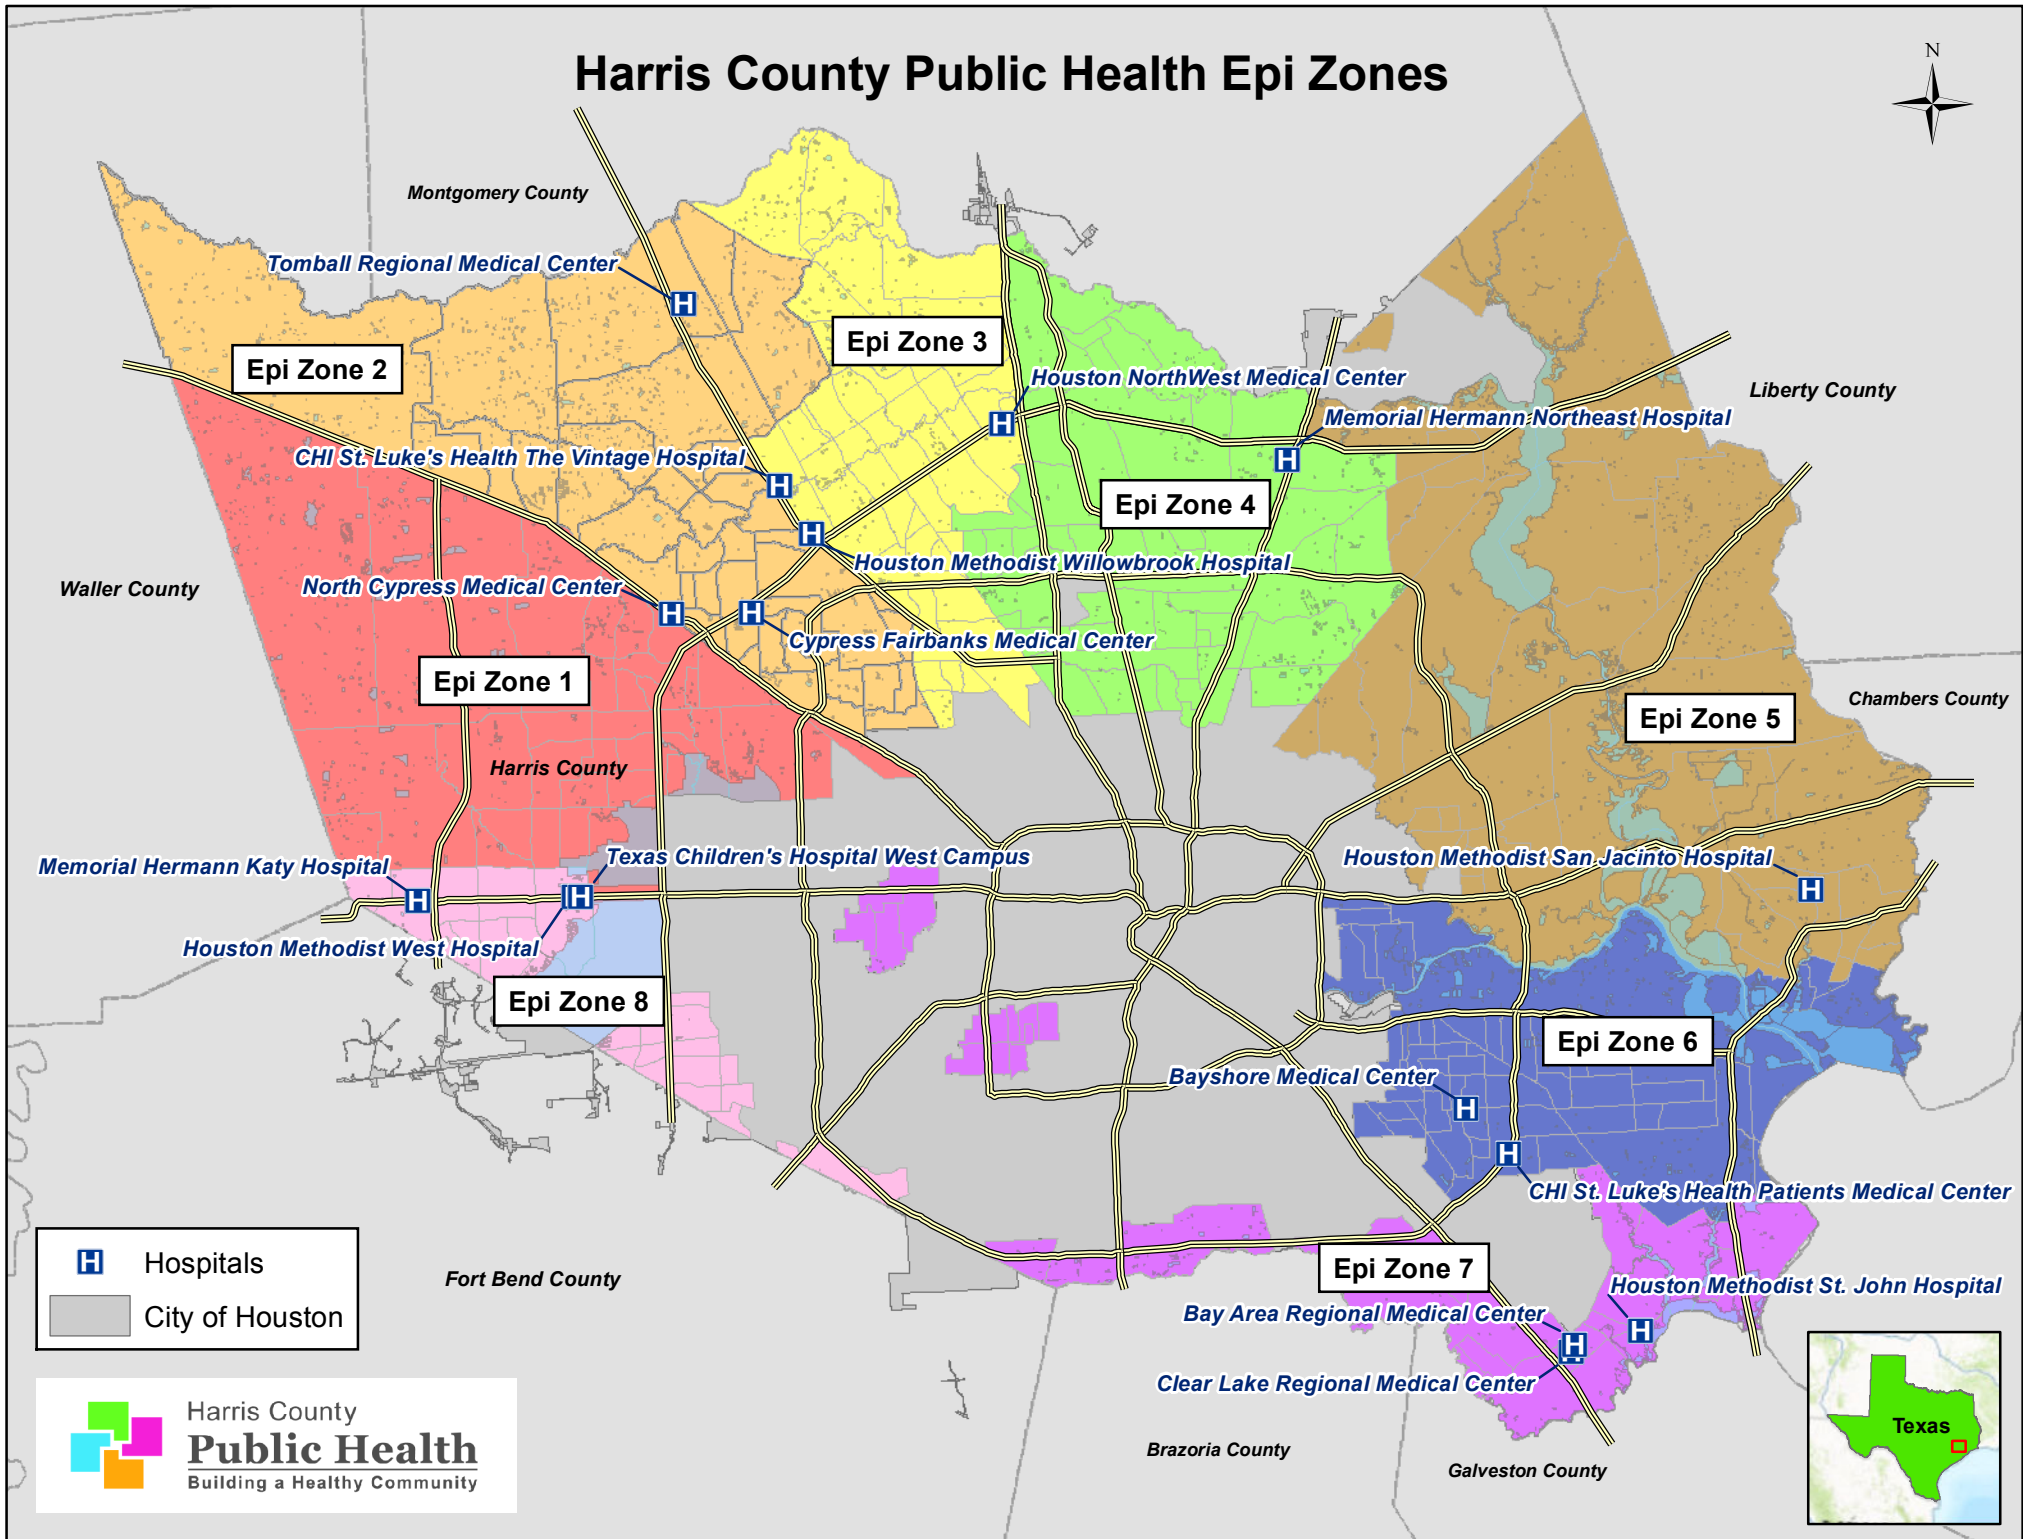 Harris County Public Health Epi Zones
N
Montgomery County
Tomball Regional Medical Center
Epi Zone 3
Epi Zone 2
Houston NorthWest Medical Center
Liberty County
Memorial Hermann Northeast Hospital
CHI St. Luke's Health The Vintage Hospital
Epi Zone 4
Houston Methodist Willowbrook Hospital
Waller County
North Cypress Medical Center
Cypress Fairbanks Medical Center
Epi Zone 1
Chambers County
Epi Zone 5
Harris County
Memorial Hermann Katy Hospital
Texas Children's Hospital West Campus
Houston Methodist San Jacinto Hospital
Houston Methodist West Hospital
Epi Zone 8
Epi Zone 6
Bayshore Medical Center
CHI St. Luke's Health Patients Medical Center
Epi Zone 7
Fort Bend County
Houston Methodist St. John Hospital
Bay Area Regional Medical Center
Clear Lake Regional Medical Center
Brazoria County
Galveston County
H Hospitals
City of Houston
Harris County
Public Health
Building a Healthy Community
Texas